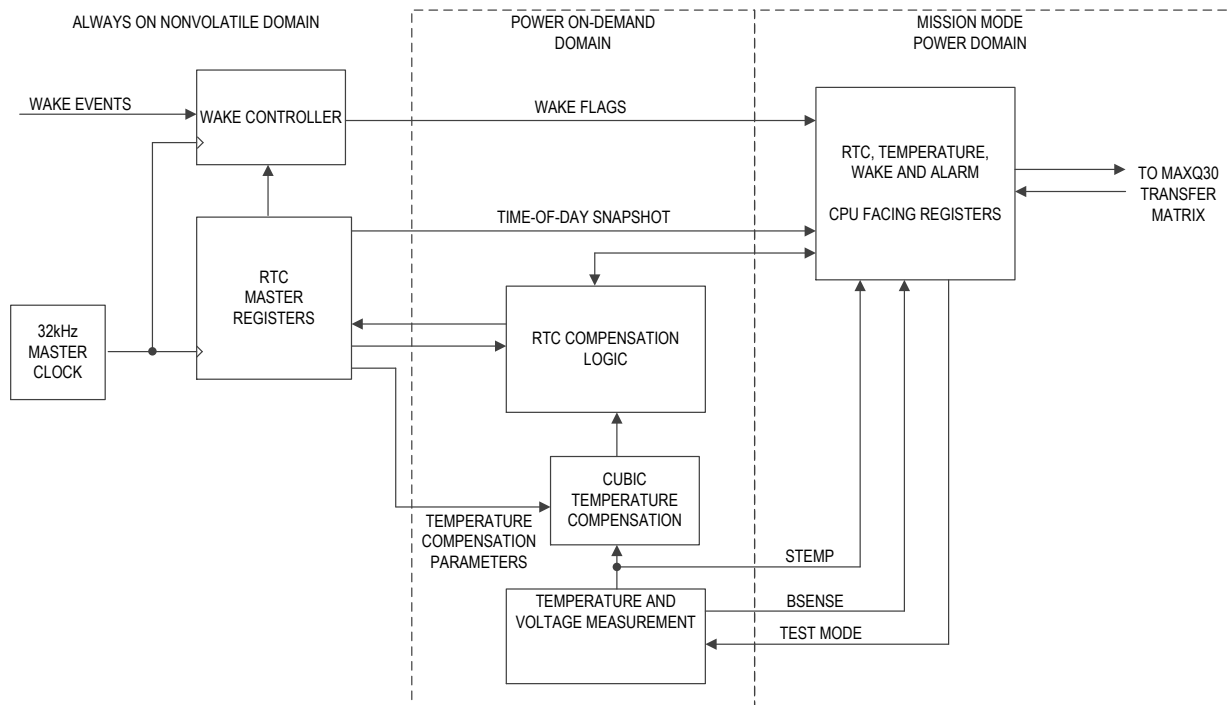 ALWAYS ON NONVOLATILE DOMAIN
POWER ON-DEMAND
DOMAIN
MISSION MODE
POWER DOMAIN
WAKE EVENTS
WAKE CONTROLLER
WAKE FLAGS
RTC, TEMPERATURE,
WAKE AND ALARM
CPU FACING REGISTERS
TO MAXQ30
TRANSFER
MATRIX
TIME-OF-DAY SNAPSHOT
RTC
MASTER
REGISTERS
32kHz
MASTER
CLOCK
RTC COMPENSATION
LOGIC
CUBIC
TEMPERATURE
COMPENSATION
TEMPERATURE
COMPENSATION
PARAMETERS
STEMP
TEMPERATURE AND
VOLTAGE MEASUREMENT
BSENSE
TEST MODE